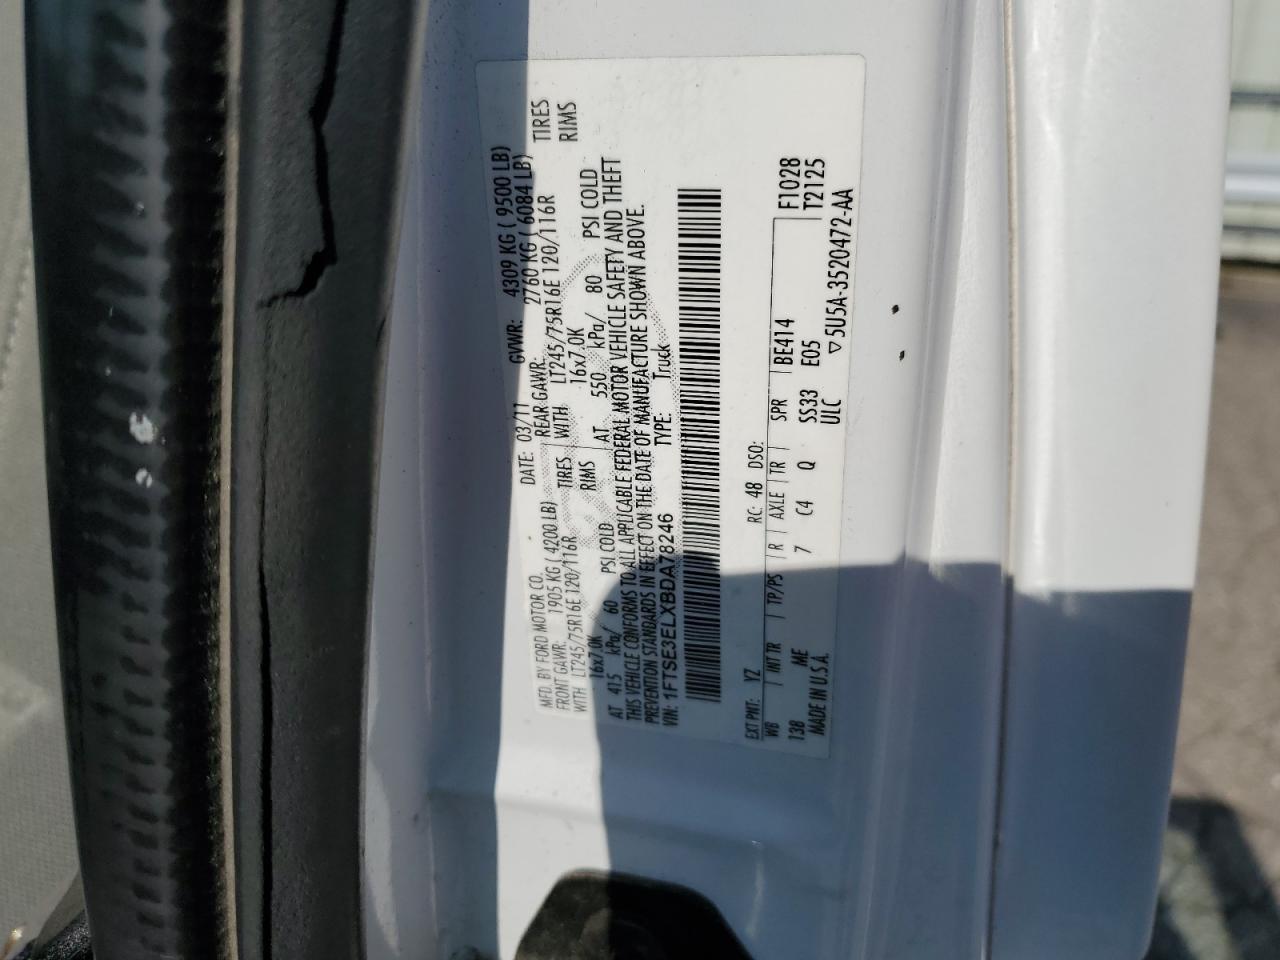 MFD. BY FORD MOTOR CO.
DATE: 03/11 GVWR: 4309 KG ( 9500 LB)
FRONT GAWR: 1905 KG ( 4200 LB) REAR GAWR: 2760 KG ( 6084 LB)
WITH LT245/75R16E 120/116R TIRES WITH LT245/75R16E 120/116R TIRES
16x7.0K RIMS 16x7.0K RIMS
AT 415 kPa/ 60 PSI COLD AT 550 kPa/ 80 PSI COLD
THIS VEHICLE CONFORMS TO ALL APPLICABLE FEDERAL MOTOR VEHICLE SAFETY AND THEFT
PREVENTION STANDARDS IN EFFECT ON THE DATE OF MANUFACTURE SHOWN ABOVE.
VIN: 1FTSE3ELXBDA78246 TYPE: Truck
EXT PNT: YZ RC: 48 DSO:
WB INT TR TP/PS R AXLE TR SPR BE414 F1028
138 ME 7 C4 Q SS33 E05 T2125
MADE IN U.S.A. ULC
▽5U5A-3520472-AA